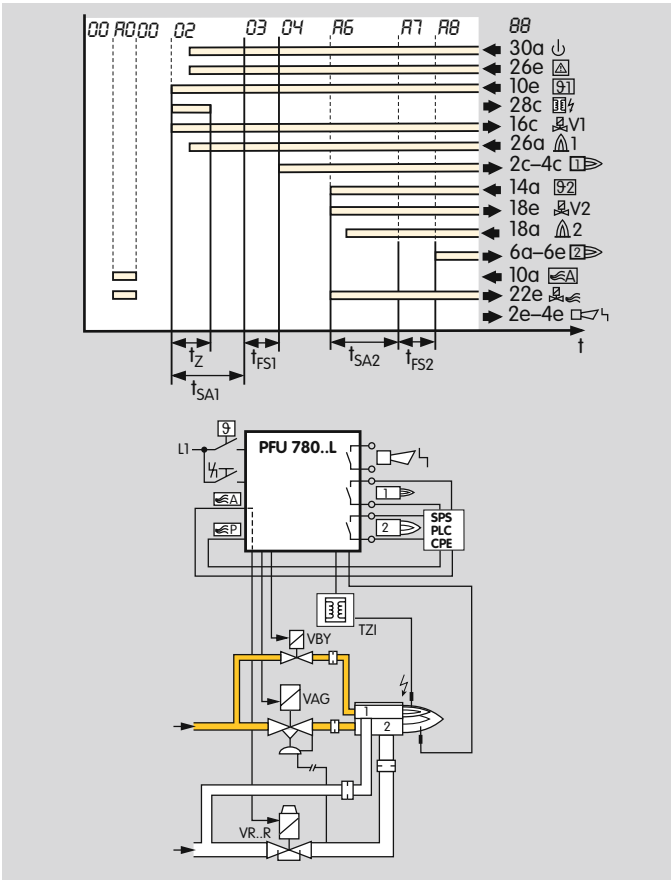 00 A0 00 02 03 04 A6 A7 A8 88
30a
26e
10e ϑ1
28c
16c V1
26a 1
2c–4c 1
14a ϑ2
18e V2
18a 2
6a–6e 2
10a A
22e
2e–4e
t
tZ tFS1 tSA2 tFS2
tSA1
ϑ
L1
PFU 780..L
A
1
P
2
SPS
PLC
CPE
TZI
VBY
VAG
1
2
VR..R